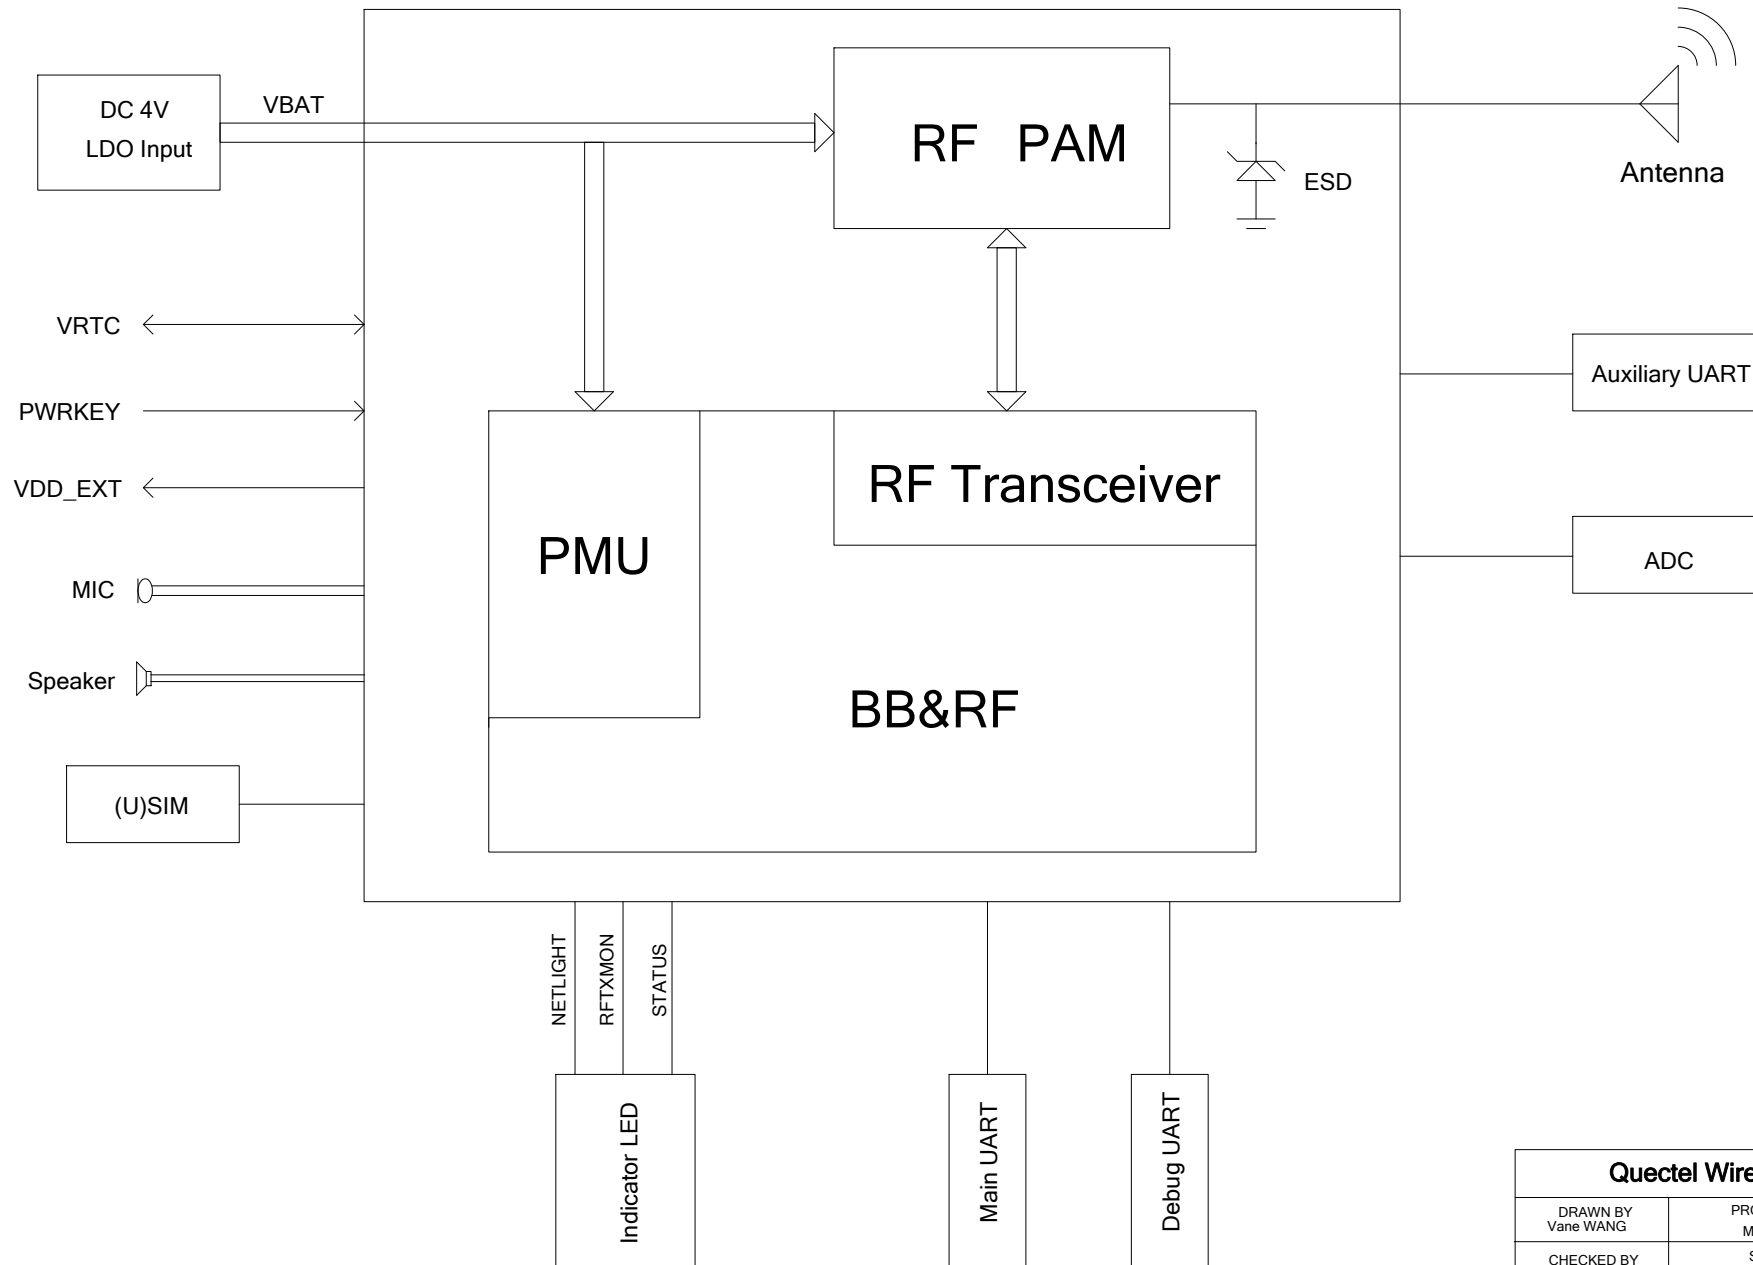 DC 4V
LDO Input
VBAT
RF PAM
ESD
Antenna
VRTC
PWRKEY
VDD_EXT
MIC
Speaker
(U)SIM
PMU
RF Transceiver
BB&RF
Auxiliary UART
ADC
NETLIGHT
RFTXMON
STATUS
Indicator LED
Main UART
Debug UART
Quectel Wire
DRAWN BY
Vane WANG
CHECKED BY